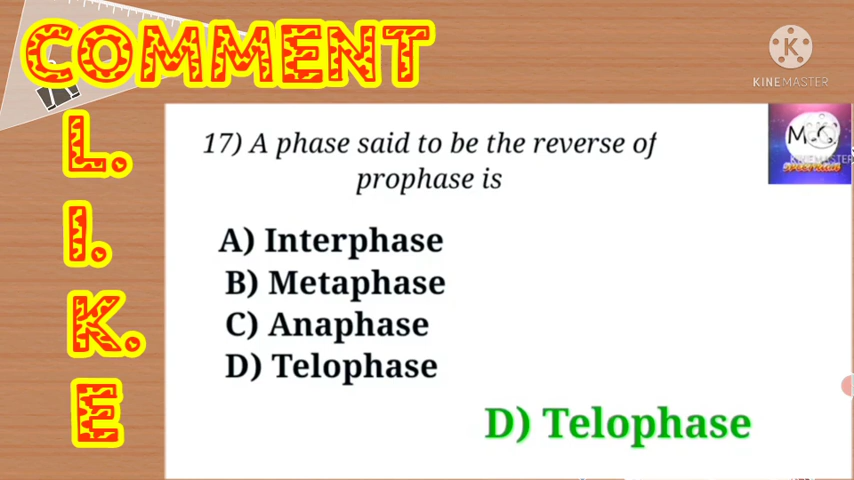 COMMENT
L.
I.
K.
E
KINEMASTER
17) A phase said to be the reverse of
prophase is
A) Interphase
B) Metaphase
C) Anaphase
D) Telophase
D) Telophase